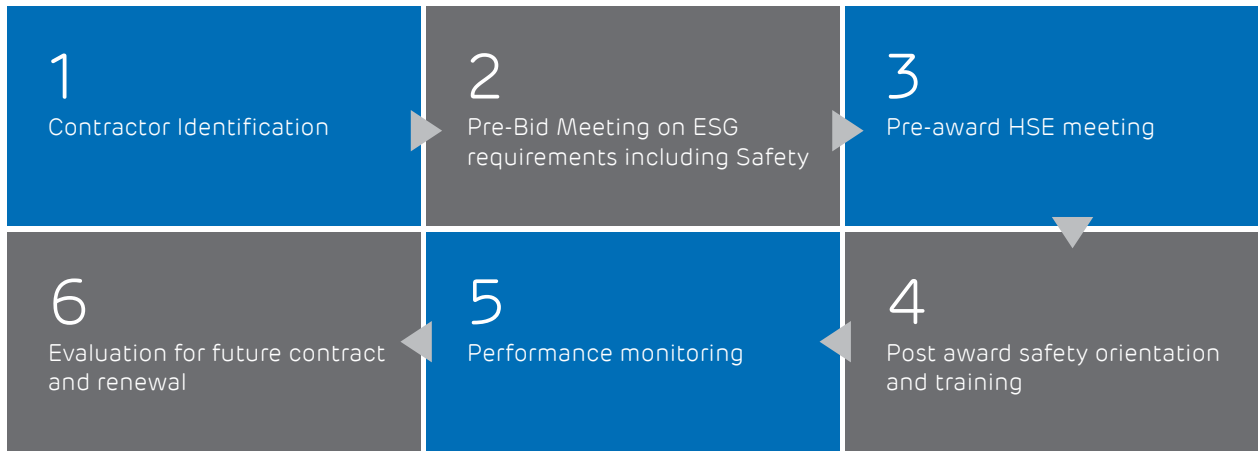 1
Contractor Identification
2
Pre-Bid Meeting on ESG
requirements including Safety
3
Pre-award HSE meeting
4
Post award safety orientation
and training
5
Performance monitoring
6
Evaluation for future contract
and renewal